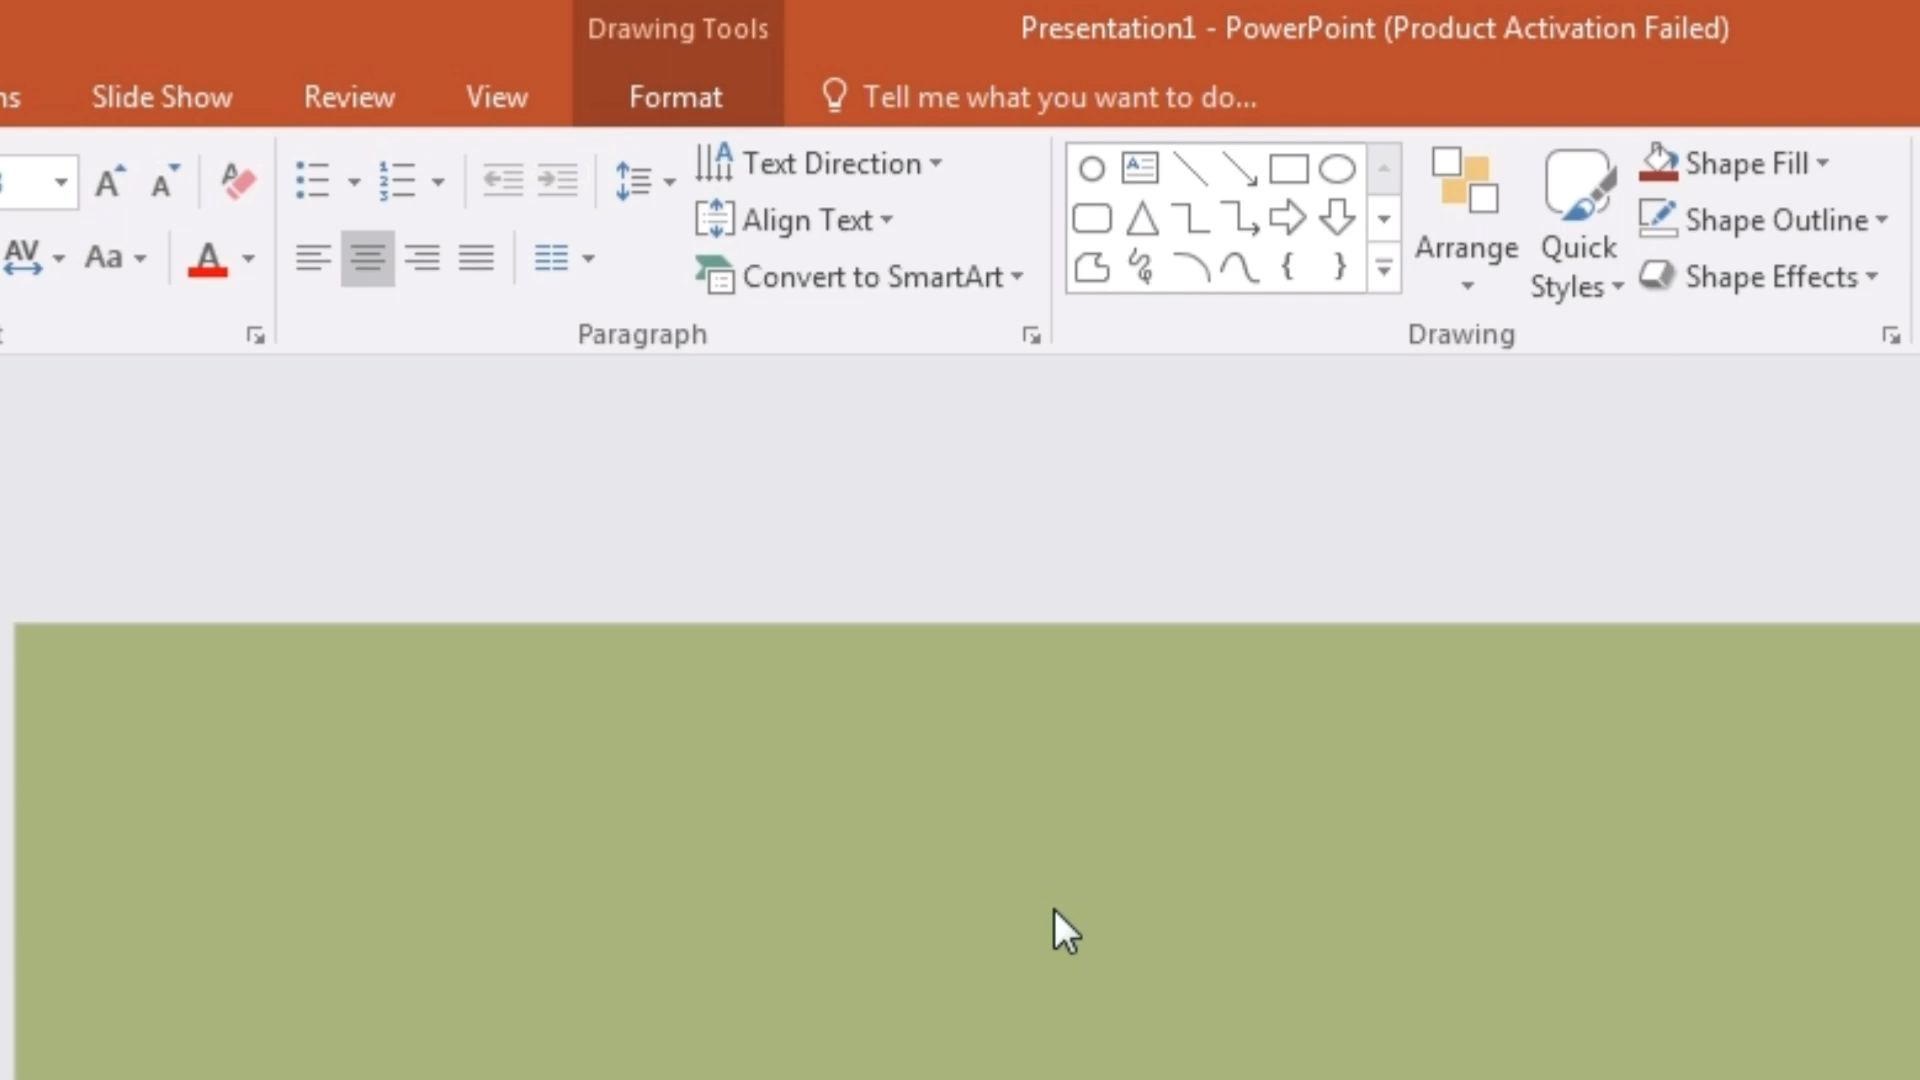 Drawing Tools
Presentation1 - PowerPoint (Product Activation Failed)
Slide Show
Review
View
Format
Tell me what you want to do...
Text Direction
Align Text
Convert to SmartArt
Aa
Paragraph
Arrange
Quick
Styles
Shape Fill
Shape Outline
Shape Effects
Drawing